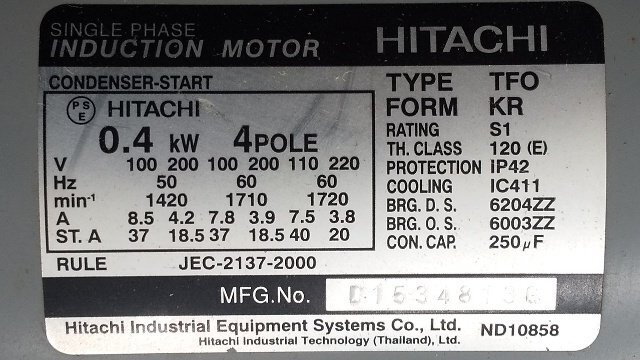 SINGLE PHASE
INDUCTION MOTOR HITACHI
CONDENSER-START
PSE HITACHI
0.4 kW 4POLE
V 100 200 100 200 110 220
Hz 50 60 60
min⁻¹ 1420 1710 1720
A 8.5 4.2 7.8 3.9 7.5 3.8
ST. A 37 18.5 37 18.5 40 20
RULE JEC-2137-2000
TYPE TFO
FORM KR
RATING S1
TH. CLASS 120 (E)
PROTECTION IP42
COOLING IC411
BRG. D. S. 6204ZZ
BRG. O. S. 6003ZZ
CON. CAP. 250μF
MFG.No.
Hitachi Industrial Equipment Systems Co., Ltd. ND10858
Hitachi Industrial Technology (Thailand), Ltd.